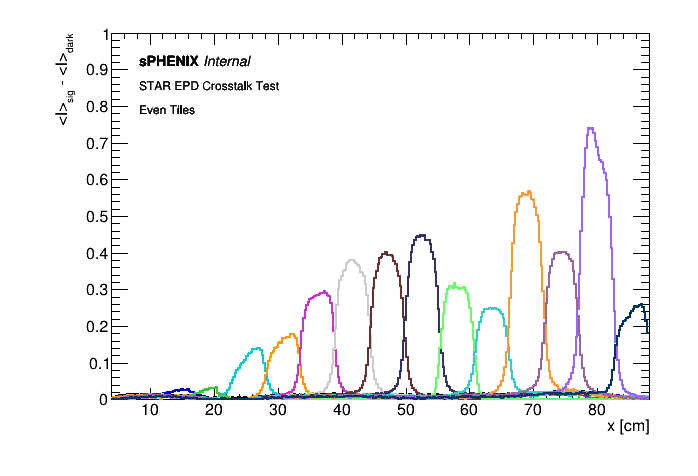 1
0.9
0.8
0.7
0.6
0.5
0.4
0.3
0.2
0.1
0
<I>sig - <I>dark
sPHENIX Internal
STAR EPD Crosstalk Test
Even Tiles
10 20 30 40 50 60 70 80
x [cm]